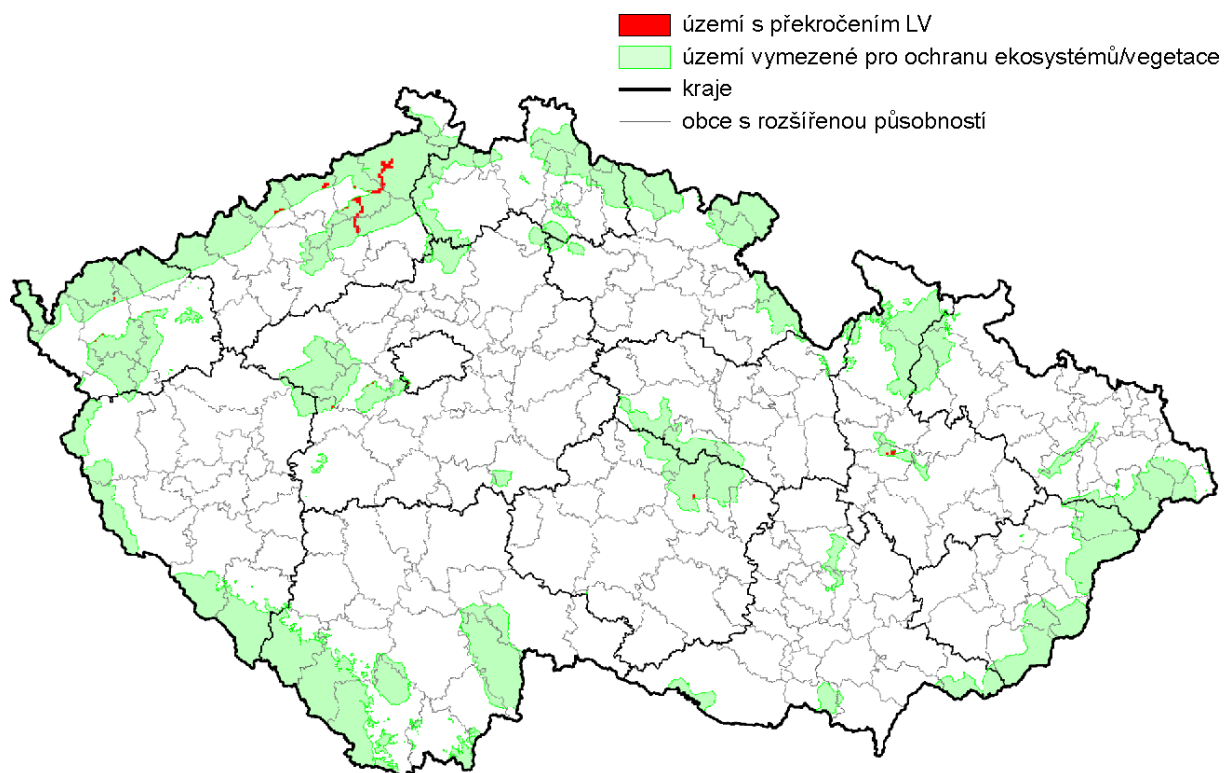 území s překročením LV
území vymezené pro ochranu ekosystémů/vegetace
kraje
obce s rozšířenou působností